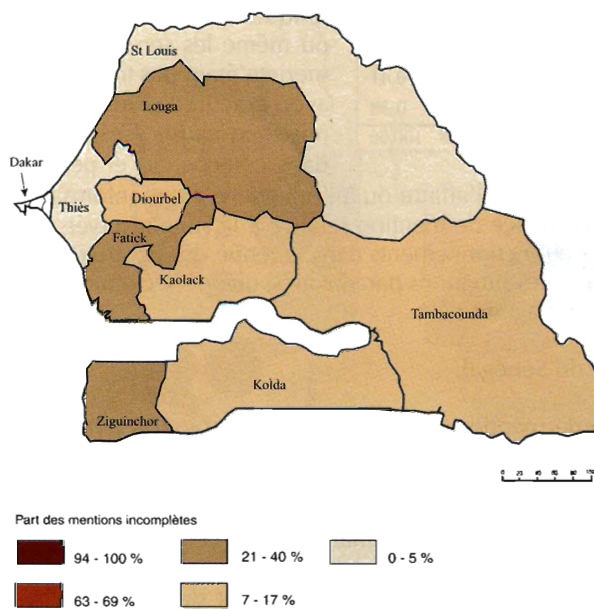 St Louis
Louga
Dakar
Thiès
Diourbel
Fatick
Kaolack
Tambacounda
Kolda
Ziguinchor
Part des mentions incomplètes
94 - 100 %
21 - 40 %
0 - 5 %
63 - 69 %
7 - 17 %